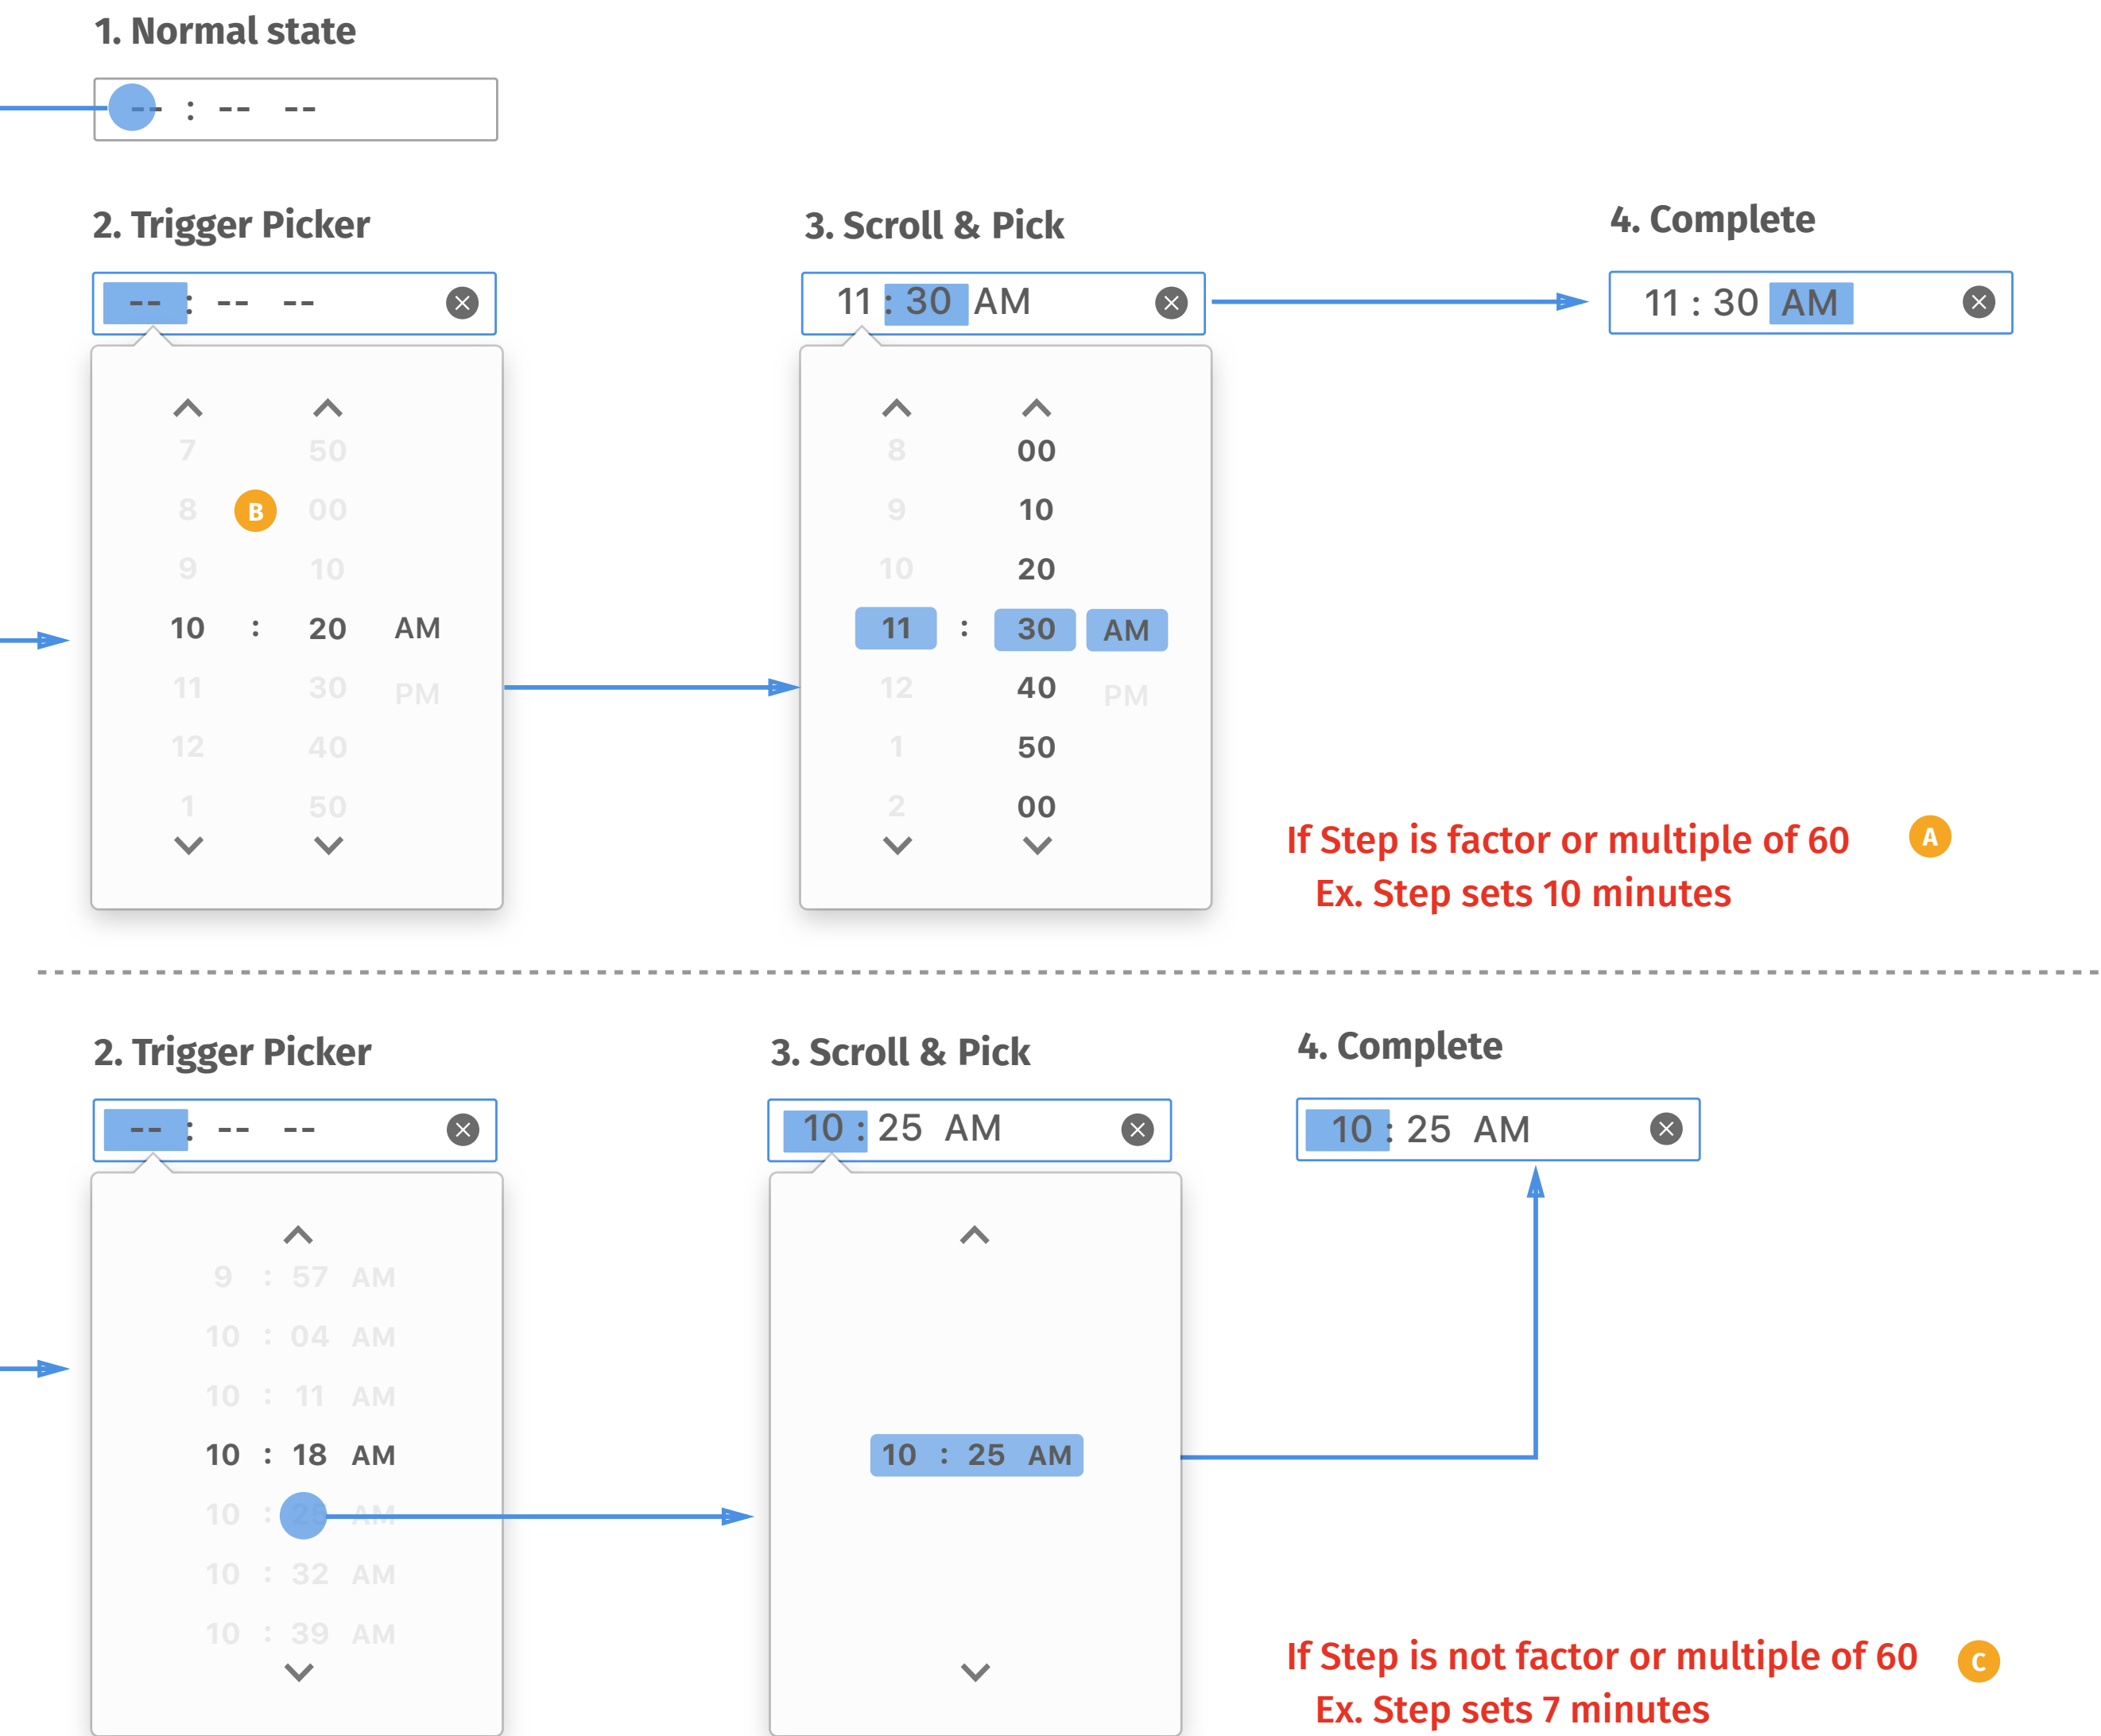 1. Normal state
-- : -- --
2. Trigger Picker
3. Scroll & Pick
4. Complete
-- : -- --
11 : 30 AM
11 : 30 AM
7 50
8 B 00
9 10
10 : 20 AM
11 30 PM
12 40
1 50
8 00
9 10
10 20
11 : 30 AM
12 40 PM
1 50
2 00
If Step is factor or multiple of 60 A
Ex. Step sets 10 minutes
2. Trigger Picker
3. Scroll & Pick
4. Complete
-- : -- --
10 : 25 AM
10 : 25 AM
9 : 57 AM
10 : 04 AM
10 : 11 AM
10 : 18 AM
10 : 25 AM
10 : 32 AM
10 : 39 AM
10 : 25 AM
If Step is not factor or multiple of 60 C
Ex. Step sets 7 minutes